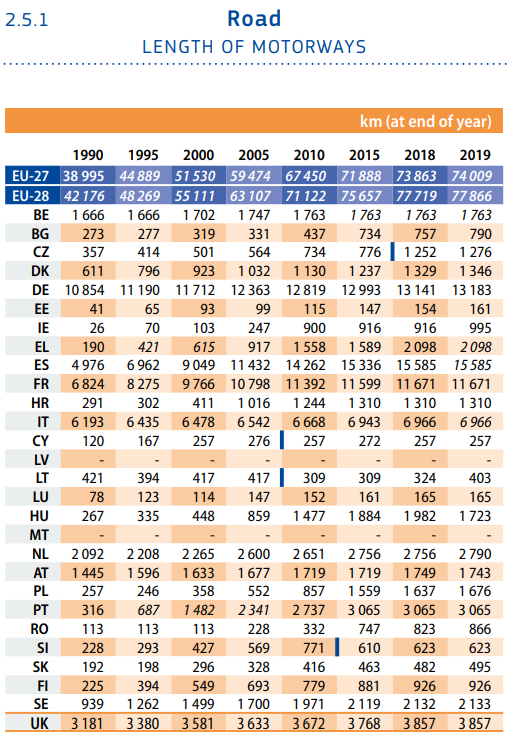 2.5.1 Road
LENGTH OF MOTORWAYS
km (at end of year)
1990 1995 2000 2005 2010 2015 2018 2019
EU-27 38 995 44 889 51 530 59 474 67 450 71 888 73 863 74 009
EU-28 42 176 48 269 55 111 63 107 71 122 75 657 77 719 77 866
BE 1 666 1 666 1 702 1 747 1 763 1 763 1 763 1 763
BG 273 277 319 331 437 734 757 790
CZ 357 414 501 564 734 776 1 252 1 276
DK 611 796 923 1 032 1 130 1 237 1 329 1 346
DE 10 854 11 190 11 712 12 363 12 819 12 993 13 141 13 183
EE 41 65 93 99 115 147 154 161
IE 26 70 103 247 900 916 916 995
EL 190 421 615 917 1 558 1 589 2 098 2 098
ES 4 976 6 962 9 049 11 432 14 262 15 336 15 585 15 585
FR 6 824 8 275 9 766 10 798 11 392 11 599 11 671 11 671
HR 291 302 411 1 016 1 244 1 310 1 310 1 310
IT 6 193 6 435 6 478 6 542 6 668 6 943 6 966 6 966
CY 120 167 257 276 257 272 257 257
LV - - - - - - - -
LT 421 394 417 417 309 309 324 403
LU 78 123 114 147 152 161 165 165
HU 267 335 448 859 1 477 1 884 1 982 1 723
MT - - - - - - - -
NL 2 092 2 208 2 265 2 600 2 651 2 756 2 756 2 790
AT 1 445 1 596 1 633 1 677 1 719 1 719 1 749 1 743
PL 257 246 358 552 857 1 559 1 637 1 676
PT 316 687 1 482 2 341 2 737 3 065 3 065 3 065
RO 113 113 113 228 332 747 823 866
SI 228 293 427 569 771 610 623 623
SK 192 198 296 328 416 463 482 495
FI 225 394 549 693 779 881 926 926
SE 939 1 262 1 499 1 700 1 971 2 119 2 132 2 133
UK 3 181 3 380 3 581 3 633 3 672 3 768 3 857 3 857